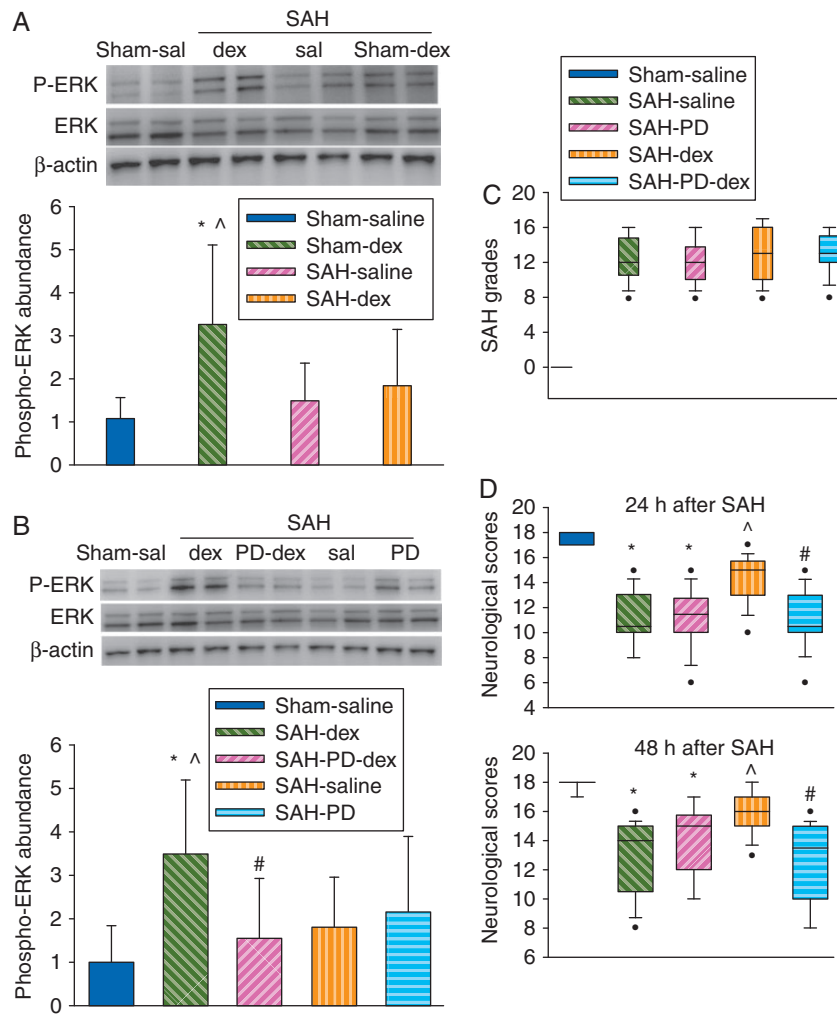 A
SAH
Sham-sal dex sal Sham-dex
P-ERK
ERK
β-actin
Phospho-ERK abundance
6
5
4
3
2
1
0
* ^
Sham-saline
Sham-dex
SAH-saline
SAH-dex
B
SAH
Sham-sal dex PD-dex sal PD
P-ERK
ERK
β-actin
Phospho-ERK abundance
6
5
4
3
2
1
0
* ^
#
Sham-saline
SAH-dex
SAH-PD-dex
SAH-saline
SAH-PD
Sham-saline
SAH-saline
SAH-PD
SAH-dex
SAH-PD-dex
C
SAH grades
20
16
12
8
4
0
D
24 h after SAH
Neurological scores
20
18
16
14
12
10
8
6
4
* * ^ #
48 h after SAH
Neurological scores
20
18
16
14
12
10
8
6
* * ^ #